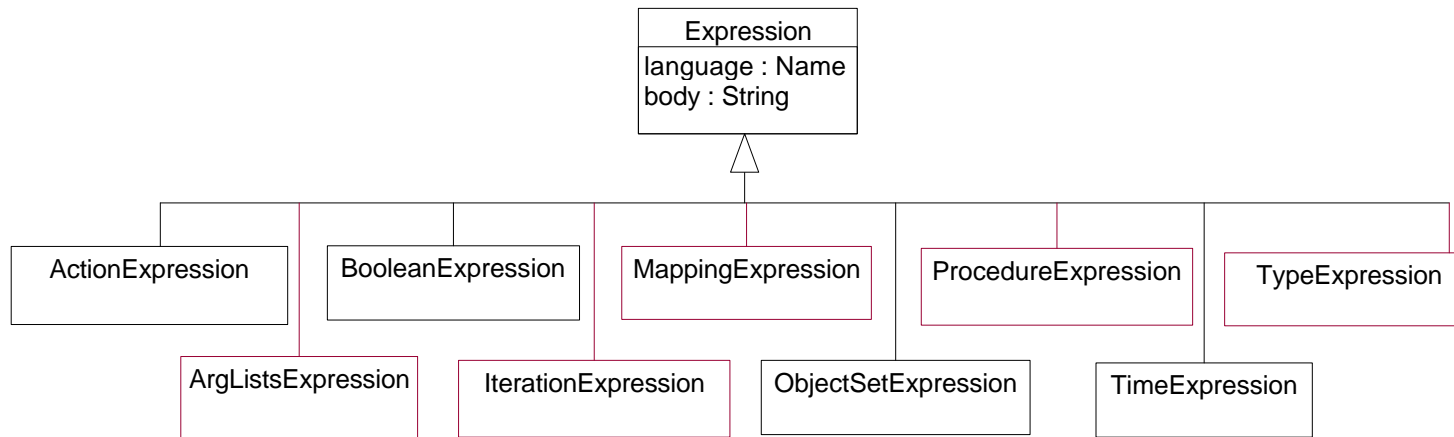 Expression
language : Name
body : String
ActionExpression
BooleanExpression
MappingExpression
ProcedureExpression
TypeExpression
ArgListsExpression
IterationExpression
ObjectSetExpression
TimeExpression